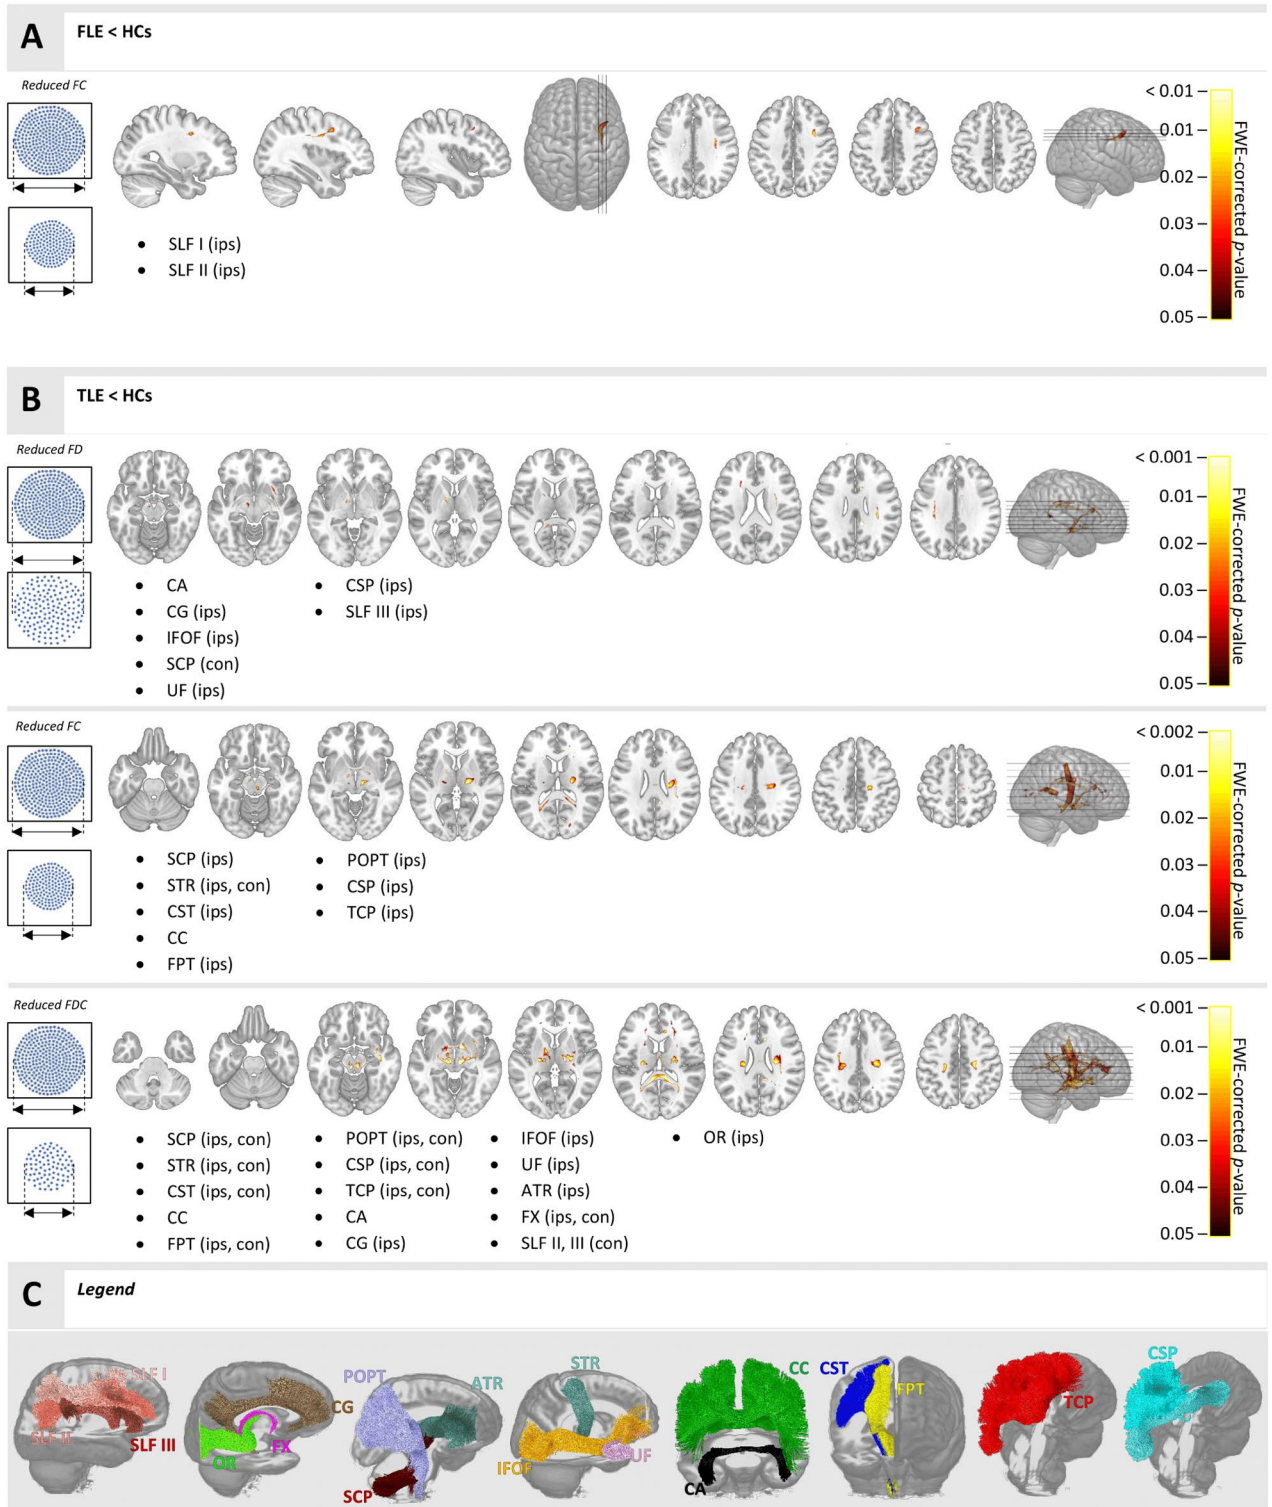 A
FLE < HCs
Reduced FC
< 0.01
0.01
0.02
0.03
0.04
0.05
FWE-corrected p-value
• SLF I (ips)
• SLF II (ips)
B
TLE < HCs
Reduced FD
< 0.001
0.01
0.02
0.03
0.04
0.05
FWE-corrected p-value
• CA
• CG (ips)
• IFOF (ips)
• SCP (con)
• UF (ips)
• CSP (ips)
• SLF III (ips)
Reduced FC
< 0.002
0.01
0.02
0.03
0.04
0.05
FWE-corrected p-value
• SCP (ips)
• STR (ips, con)
• CST (ips)
• CC
• FPT (ips)
• POPT (ips)
• CSP (ips)
• TCP (ips)
Reduced FDC
< 0.001
0.01
0.02
0.03
0.04
0.05
FWE-corrected p-value
• SCP (ips, con)
• STR (ips, con)
• CST (ips, con)
• CC
• FPT (ips, con)
• POPT (ips, con)
• CSP (ips, con)
• TCP (ips, con)
• CA
• CG (ips)
• IFOF (ips)
• UF (ips)
• ATR (ips)
• FX (ips, con)
• SLF II, III (con)
• OR (ips)
C
Legend
SLF I
SLF II
SLF III
CG
FX
OR
POPT
ATR
SCP
STR
IFOF
UF
CC
CA
CST
FPT
TCP
CSP